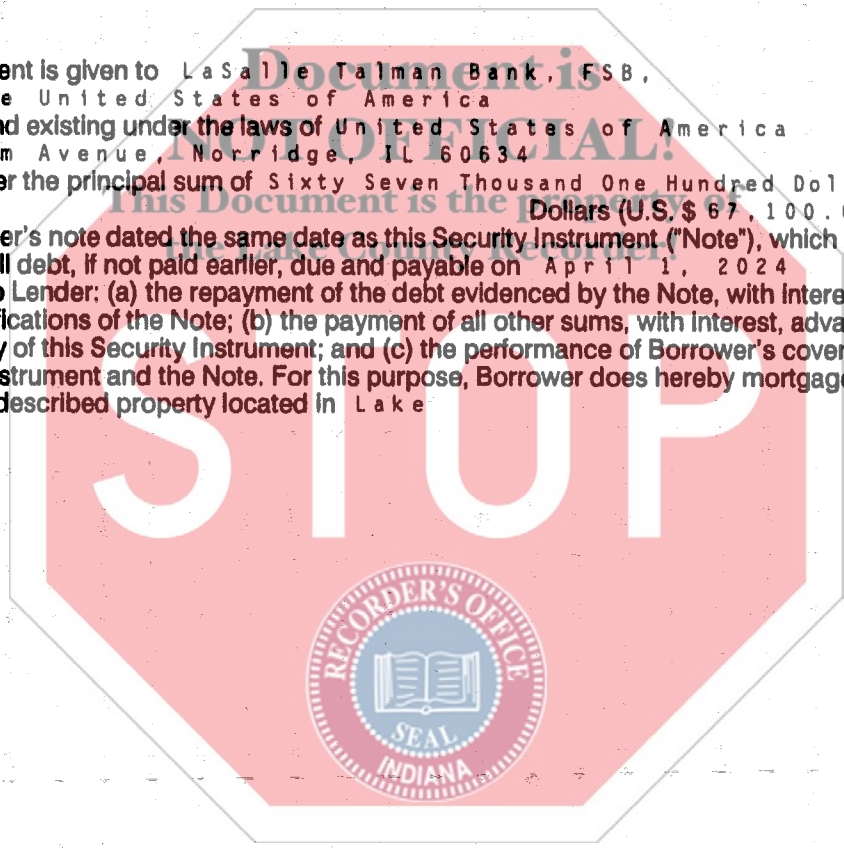 Document is
ent is given to LaSalle Talman Bank, FSB,
e United States of America
d existing under the laws of United States of America
NOT OFFICIAL!
m Avenue, Norridge, IL 60634
er the principal sum of Sixty Seven Thousand One Hundred Dol
This Document is the property of
Dollars (U.S. $ 67,100.
er's note dated the same date as this Security Instrument ("Note"), which
the Lake County Recorder!
ll debt, if not paid earlier, due and payable on April 1, 2024
Lender: (a) the repayment of the debt evidenced by the Note, with intere
fications of the Note; (b) the payment of all other sums, with interest, adva
y of this Security Instrument; and (c) the performance of Borrower's cover
strument and the Note. For this purpose, Borrower does hereby mortgage
described property located in Lake
STOP
RECORDER'S OFFICE
SEAL
INDIANA